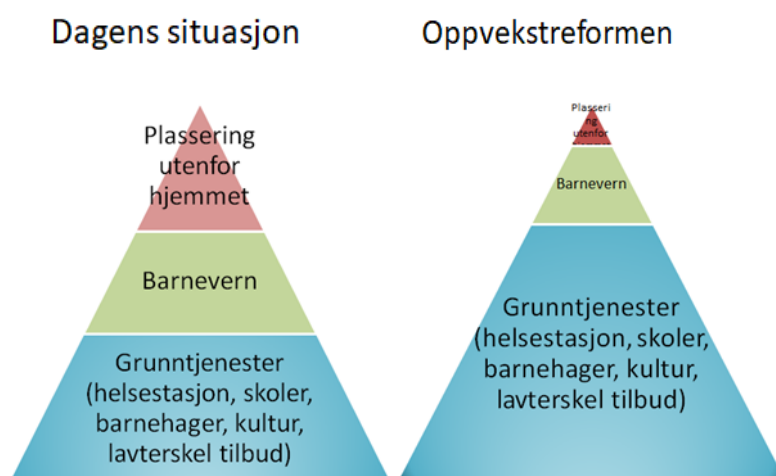 Dagens situasjon
Plassering
utenfor
hjemmet
Barnevern
Grunntjenester
(helsestasjon, skoler,
barnehager, kultur,
lavterskel tilbud)
Oppvekstreformen
Plasseri
ng
utenfor
Barnevern
Grunntjenester
(helsestasjon, skoler,
barnehager, kultur,
lavterskel tilbud)